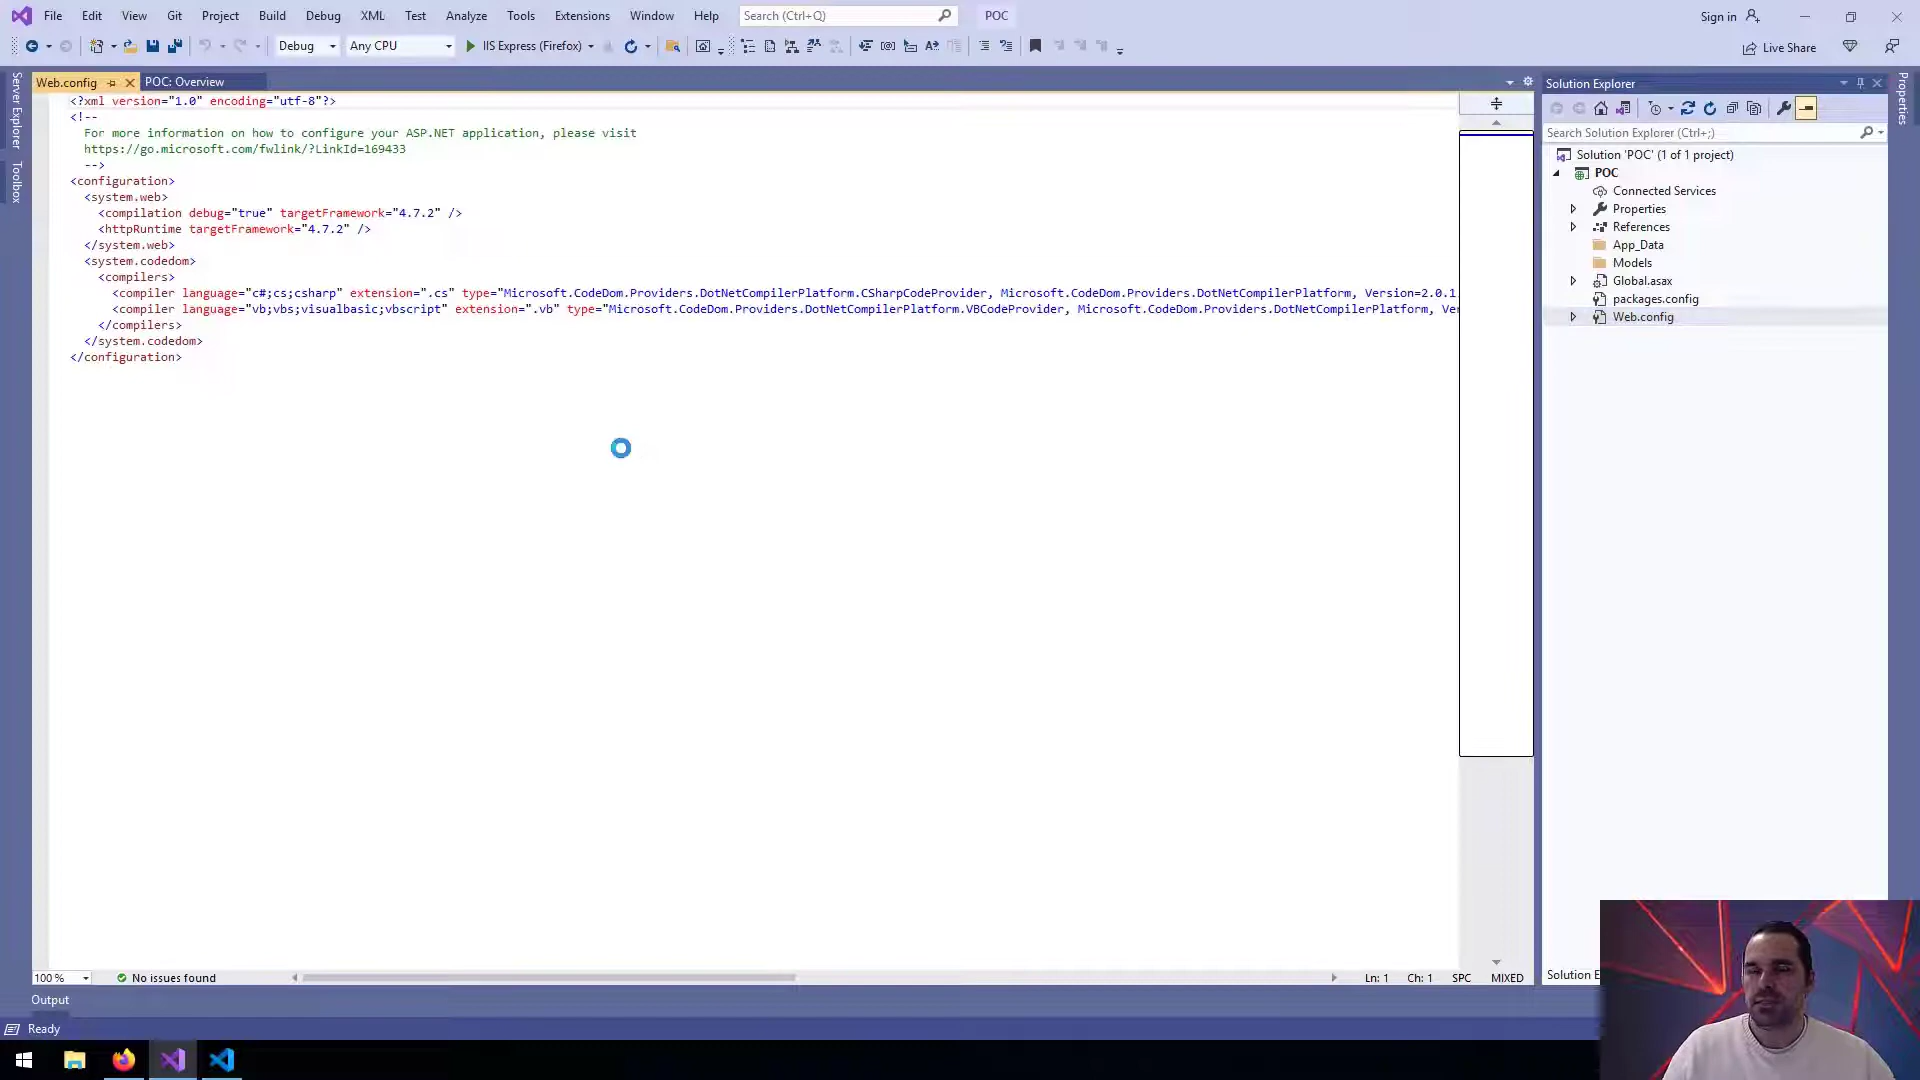 File Edit View Git Project Build Debug XML Test Analyze Tools Extensions Window Help Search (Ctrl+Q) POC Sign in
Debug Any CPU IIS Express (Firefox) Live Share
Web.config POC: Overview
Server Explorer
Toolbox
<?xml version="1.0" encoding="utf-8"?>
<!--
For more information on how to configure your ASP.NET application, please visit
https://go.microsoft.com/fwlink/?LinkId=169433
-->
<configuration>
<system.web>
<compilation debug="true" targetFramework="4.7.2" />
<httpRuntime targetFramework="4.7.2" />
</system.web>
<system.codedom>
<compilers>
<compiler language="c#;cs;csharp" extension=".cs" type="Microsoft.CodeDom.Providers.DotNetCompilerPlatform.CSharpCodeProvider, Microsoft.CodeDom.Providers.DotNetCompilerPlatform, Version=2.0.1
<compiler language="vb;vbs;visualbasic;vbscript" extension=".vb" type="Microsoft.CodeDom.Providers.DotNetCompilerPlatform.VBCodeProvider, Microsoft.CodeDom.Providers.DotNetCompilerPlatform, Ver
</compilers>
</system.codedom>
</configuration>
100 % No issues found Ln: 1 Ch: 1 SPC MIXED
Output
Ready
Solution Explorer
Search Solution Explorer (Ctrl+;)
Solution 'POC' (1 of 1 project)
POC
Connected Services
Properties
References
App_Data
Models
Global.asax
packages.config
Web.config
Solution E
Properties